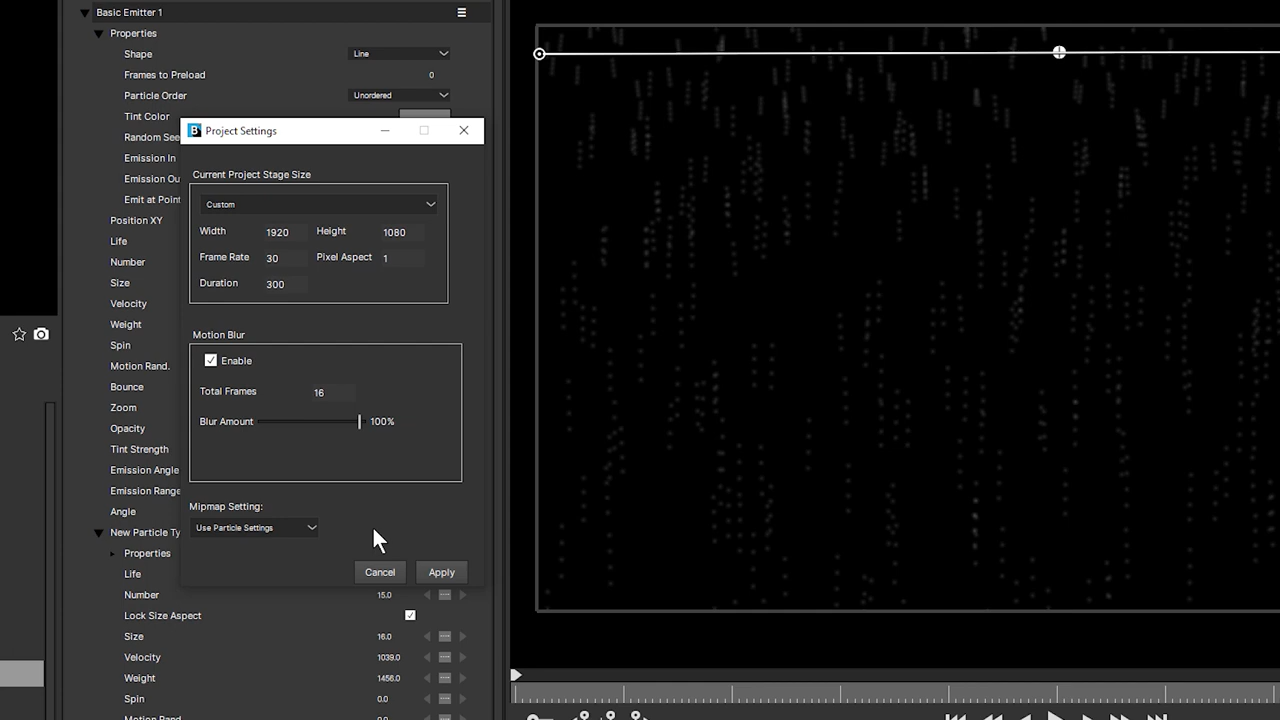 Basic Emitter 1
Properties
Shape Line
Frames to Preload 0
Particle Order Unordered
Tint Color
Project Settings
Random See
Emission In
Emission Ou
Emit at Point
Position XY
Life
Number
Size
Velocity
Weight
Spin
Motion Rand.
Bounce
Zoom
Opacity
Tint Strength
Emission Angle
Emission Range
Angle
Current Project Stage Size
Custom
Width 1920 Height 1080
Frame Rate 30 Pixel Aspect 1
Duration 300
Motion Blur
Enable
Total Frames 16
Blur Amount 100%
Mipmap Setting:
Use Particle Settings
Cancel Apply
New Particle Ty
Properties
Life
Number 15.0
Lock Size Aspect
Size 16.0
Velocity 1039.0
Weight 1456.0
Spin 0.0
Motion Rand. 0.0